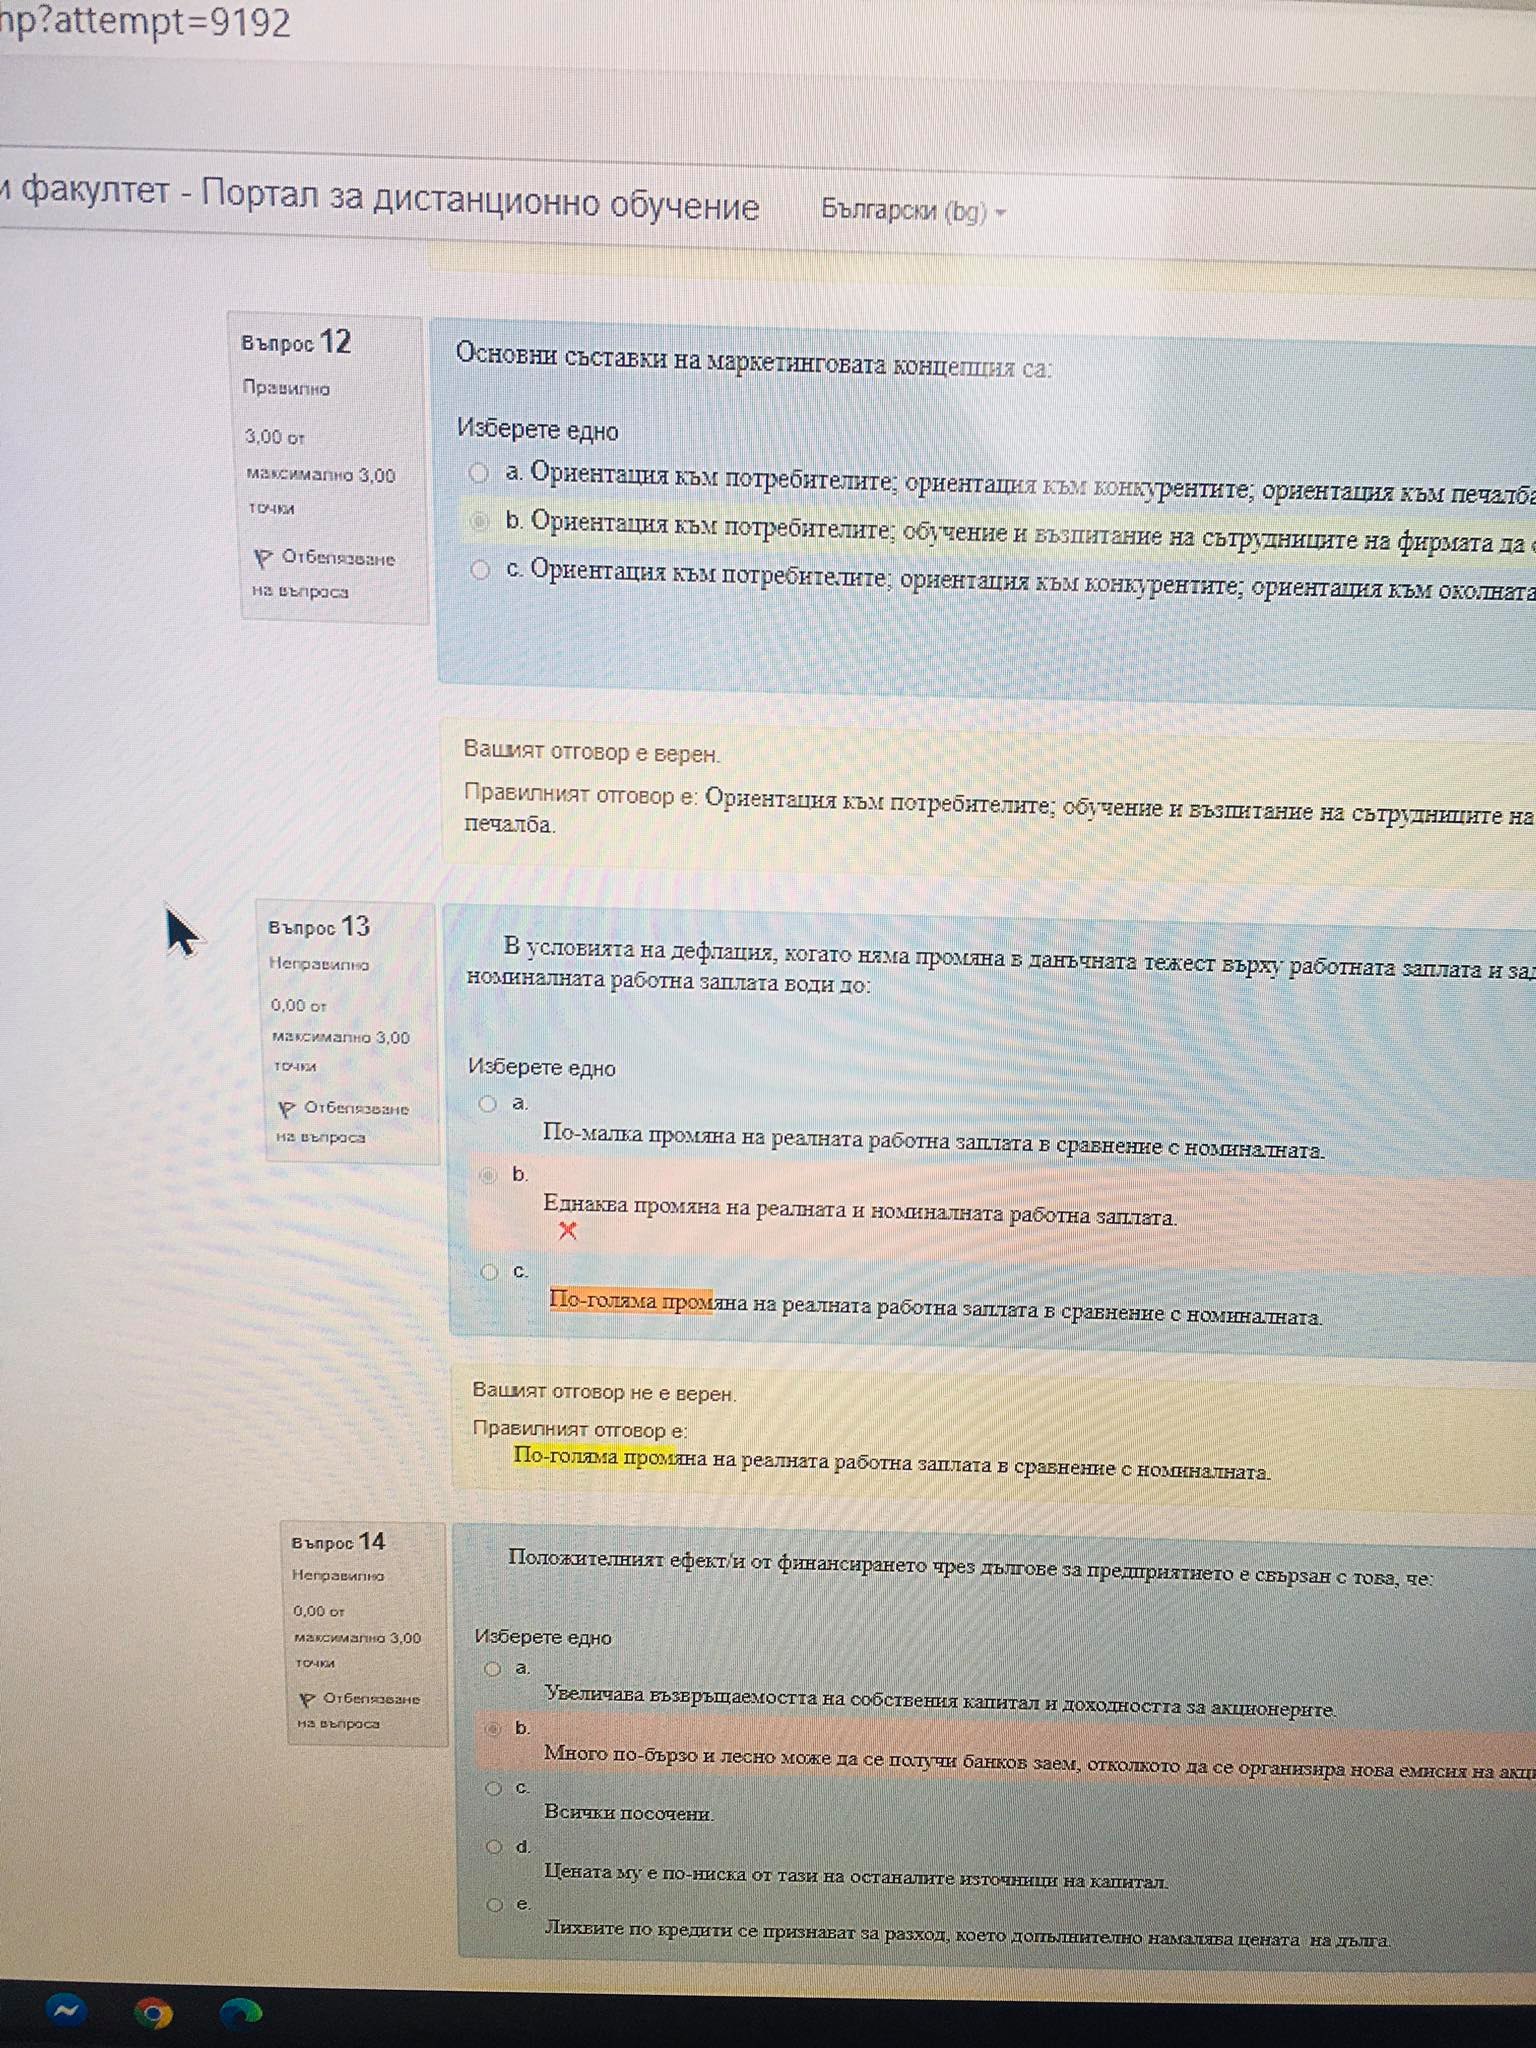 hp?attempt=9192
и факултет - Портал за дистанционно обучение Български (bg)
Въпрос 12
Правилно
3,00 от
максимално 3,00
точки
Отбелязване
на въпроса
Основни съставки на маркетинговата концепция са:
Изберете едно
a. Ориентация към потребителите; ориентация към конкурентите; ориентация към печалба
b. Ориентация към потребителите; обучение и възпитание на сътрудниците на фирмата да
c. Ориентация към потребителите; ориентация към конкурентите; ориентация към околната
Вашият отговор е верен.
Правилният отговор е: Ориентация към потребителите; обучение и възпитание на сътрудниците на
печалба.
Въпрос 13
Неправилно
0,00 от
максимално 3,00
точки
Отбелязване
на въпроса
В условията на дефлация, когато няма промяна в данъчната тежест върху работната заплата и
номиналната работна заплата води до:
Изберете едно
a.
По-малка промяна на реалната работна заплата в сравнение с номиналната.
b.
Еднаква промяна на реалната и номиналната работна заплата.
c.
По-голяма промяна на реалната работна заплата в сравнение с номиналната.
Вашият отговор не е верен.
Правилният отговор е:
По-голяма промяна на реалната работна заплата в сравнение с номиналната.
Въпрос 14
Неправилно
0,00 от
максимално 3,00
точки
Отбелязване
на въпроса
Положителният ефект/и от финансирането чрез дългове за предприятието е свързан с това, че:
Изберете едно
a.
Увеличава възвръщаемостта на собствения капитал и доходността за акционерите.
b.
Много по-бързо и лесно може да се получи банков заем, отколкото да се организира нова емисия на
c.
Всички посочени.
d.
Цената му е по-ниска от тази на останалите източници на капитал.
e.
Лихвите по кредити се признават за разход, което допълнително намалява цената на дълга.